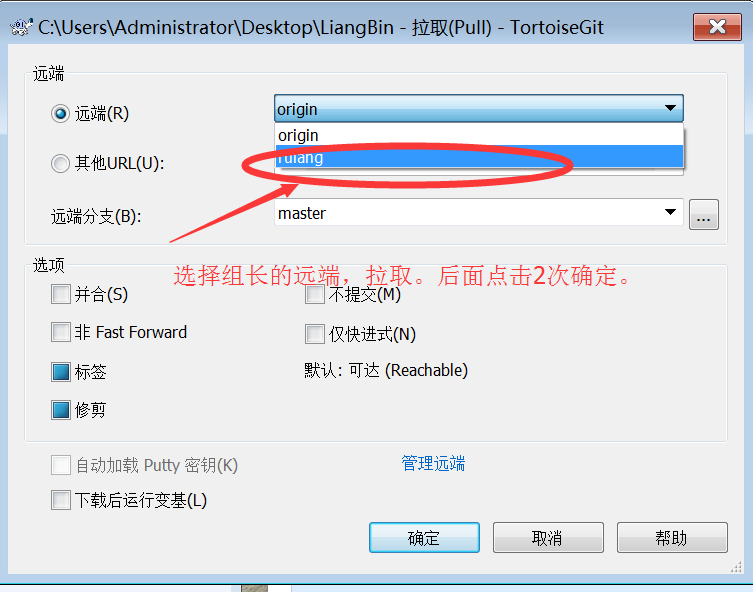 C:\Users\Administrator\Desktop\LiangBin - 拉取(Pull) - TortoiseGit
远端
远端(R)
origin
origin
其他URL(U):
rulang
远端分支(B):
master
...
选项
选择组长的远端，拉取。后面点击2次确定。
并合(S)
不提交(M)
非 Fast Forward
仅快进式(N)
标签
默认: 可达 (Reachable)
修剪
自动加载 Putty 密钥(K)
管理远端
下载后运行变基(L)
确定
取消
帮助